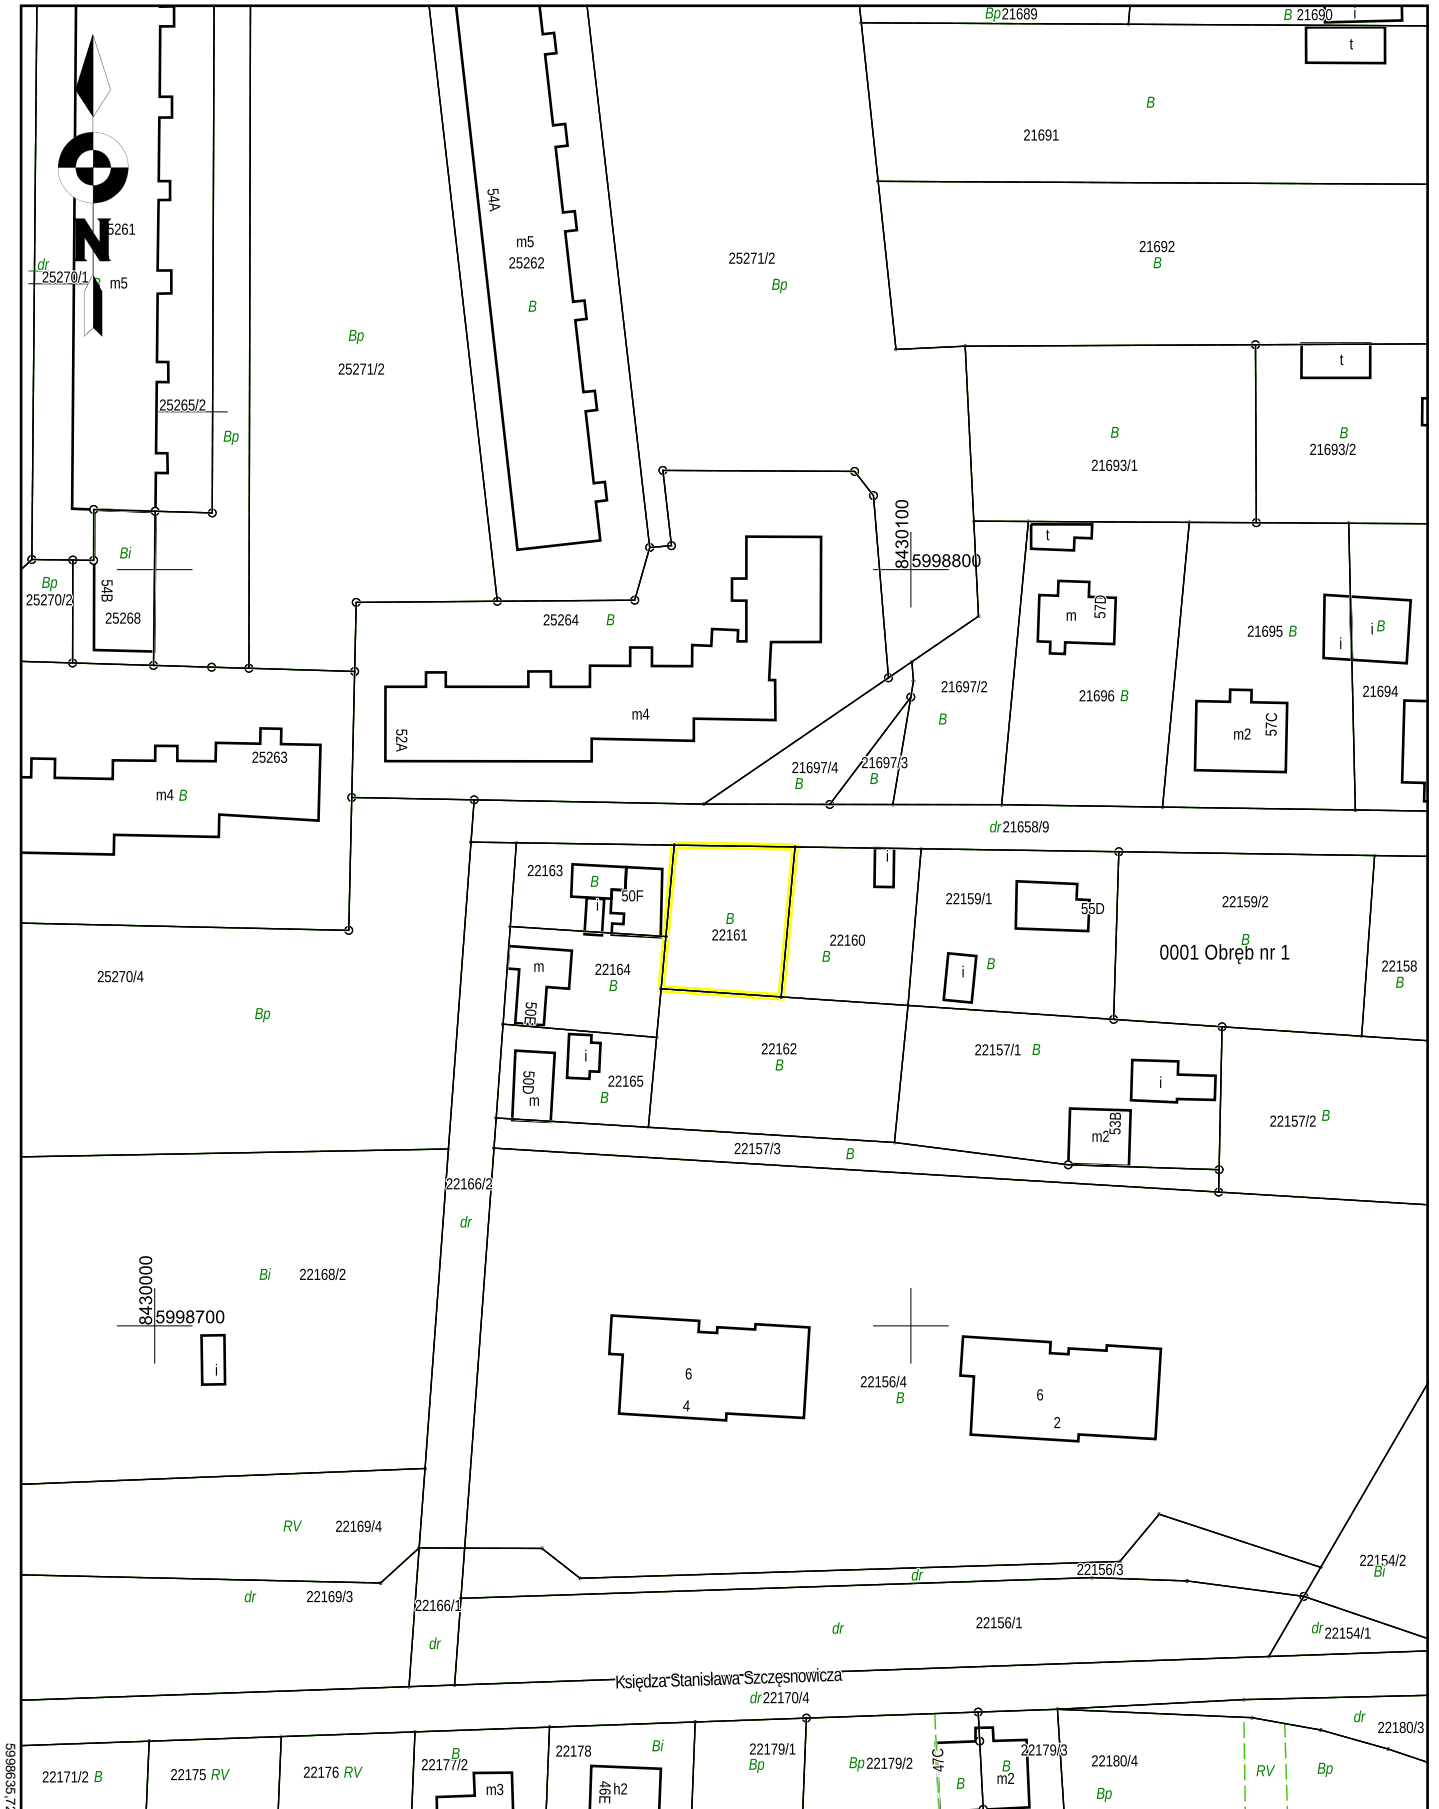 Bp 21689
B 21690 i
t
B
21691
54A
N
25261
dr
25270/1
m5
m5
25262
B
25271/2
Bp
21692
B
Bp
25271/2
t
25265/2
Bp
B
21693/1
B
21693/2
8430100
5998800
t
Bi
Bp
25270/2
54B
25268
25264 B
m
57D
21695 B
i
i B
21694
21697/2
B
21696 B
m4
52A
m2
57C
25263
m4 B
21697/4
B
21697/3
B
dr 21658/9
22163
B
50F
i
i
B
22161
22160
B
22159/1
55D
B
i
22159/2
B
0001 Obręb nr 1
22158
B
25270/4
Bp
m
50E
22164
B
i
50D
m
22165
B
22162
B
22157/1 B
i
m2
53B
22157/2 B
22157/3 B
22166/2
dr
Bi 22168/2
8430000
5998700
i
6
4
22156/4
B
6
2
RV 22169/4
dr 22169/3
22166/1
dr
dr 22156/3
22154/2
Bi
dr 22156/1
dr 22154/1
Księdza Stanisława Szczęsnowicza
dr 22170/4
dr
22180/3
22171/2 B
22175 RV
22176 RV
B
22177/2
m3
22178
Bi
46E
h2
22179/1
Bp
Bp 22179/2
47C
B
B
m2
22179/3
22180/4
Bp
RV
Bp